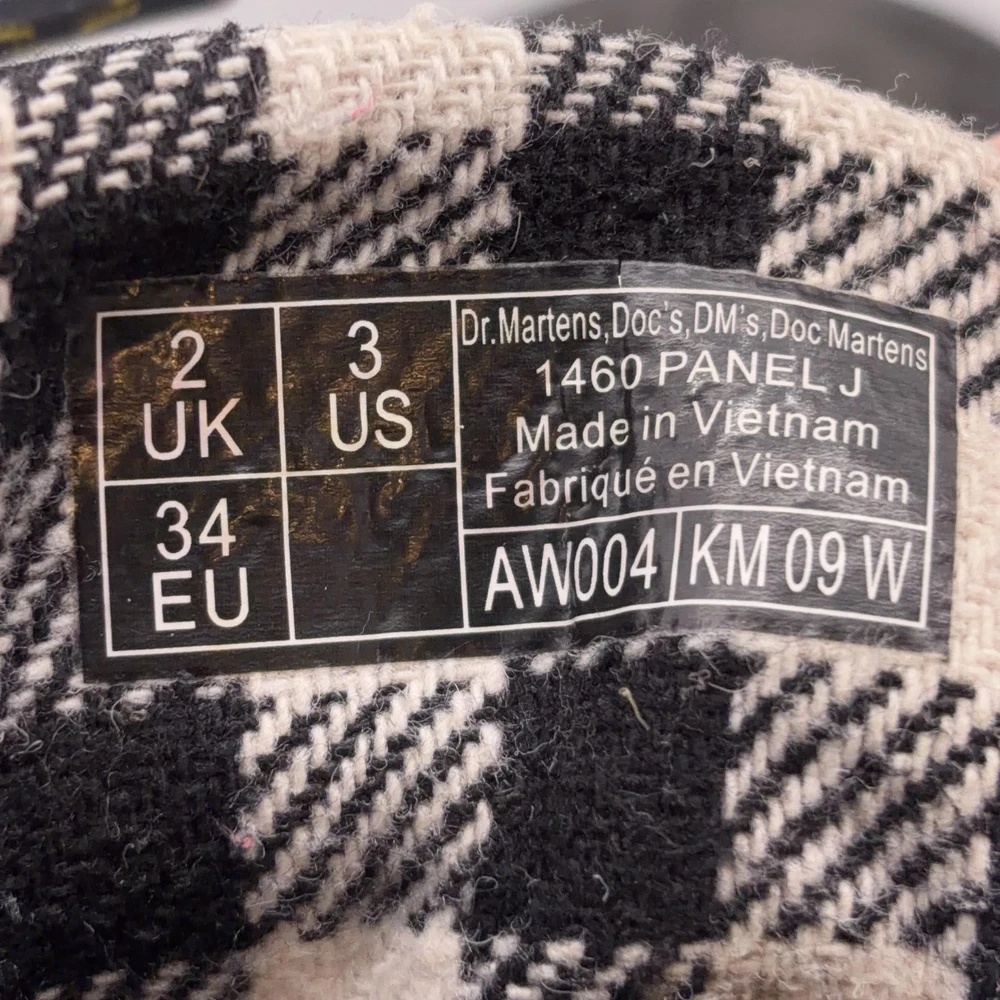 2
UK
3
US
34
EU
Dr.Martens,Doc's,DM's,Doc Martens
1460 PANEL J
Made in Vietnam
Fabriqué en Vietnam
AW004
KM 09 W